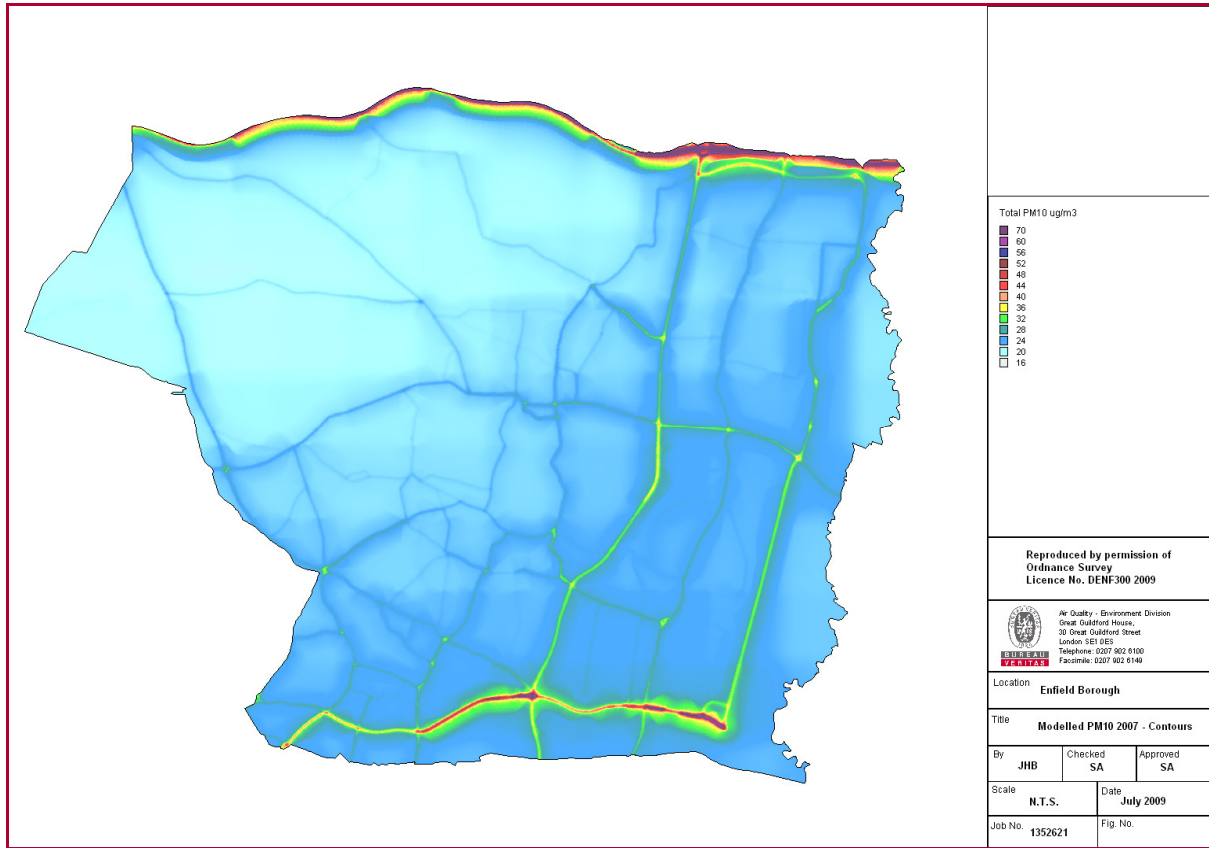 Total PM10 ug/m3
70
60
56
52
48
44
40
36
32
28
24
20
16
Reproduced by permission of
Ordnance Survey
Licence No. DENF300 2009
BUREAU
VERITAS
Air Quality - Environment Division
Great Guildford House,
30 Great Guildford Street
London SE1 0ES
Telephone: 0207 902 6100
Facsimile: 0207 902 6149
Location
Enfield Borough
Title
Modelled PM10 2007 - Contours
By
JHB
Checked
SA
Approved
SA
Scale
N.T.S.
Date
July 2009
Job No. 1352621
Fig. No.